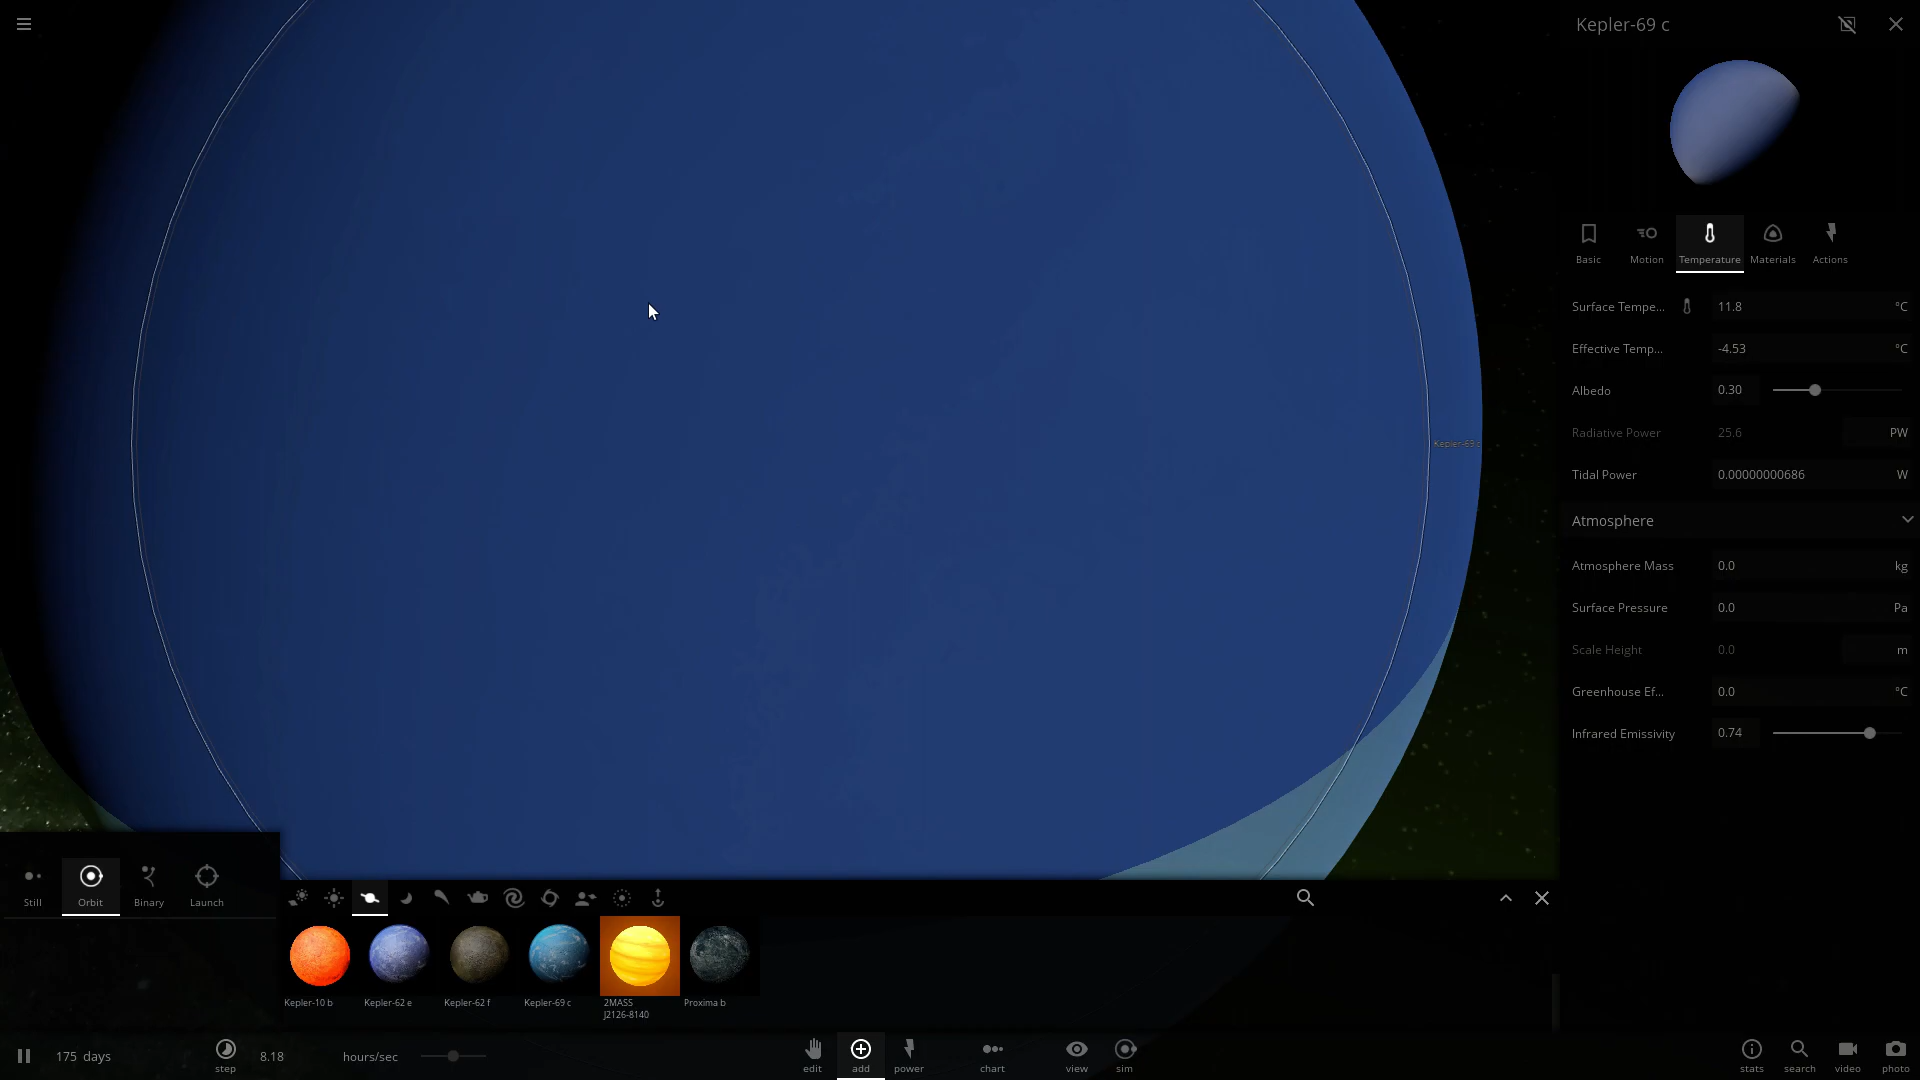 Kepler-69 c
Basic
Motion
Temperature
Materials
Actions
Surface Tempe... 11.8 °C
Effective Temp... -4.53 °C
Albedo 0.30
Radiative Power 25.6 PW
Tidal Power 0.00000000686 W
Atmosphere
Atmosphere Mass 0.0 kg
Surface Pressure 0.0 Pa
Scale Height 0.0 m
Greenhouse Ef... 0.0 °C
Infrared Emissivity 0.74
Kepler-69 c
Still
Orbit
Binary
Launch
Kepler-10 b
Kepler-62 e
Kepler-62 f
Kepler-69 c
2MASS
J2126-8140
Proxima b
175 days
step
8.18 hours/sec
edit
add
power
chart
view
sim
stats
search
video
photo